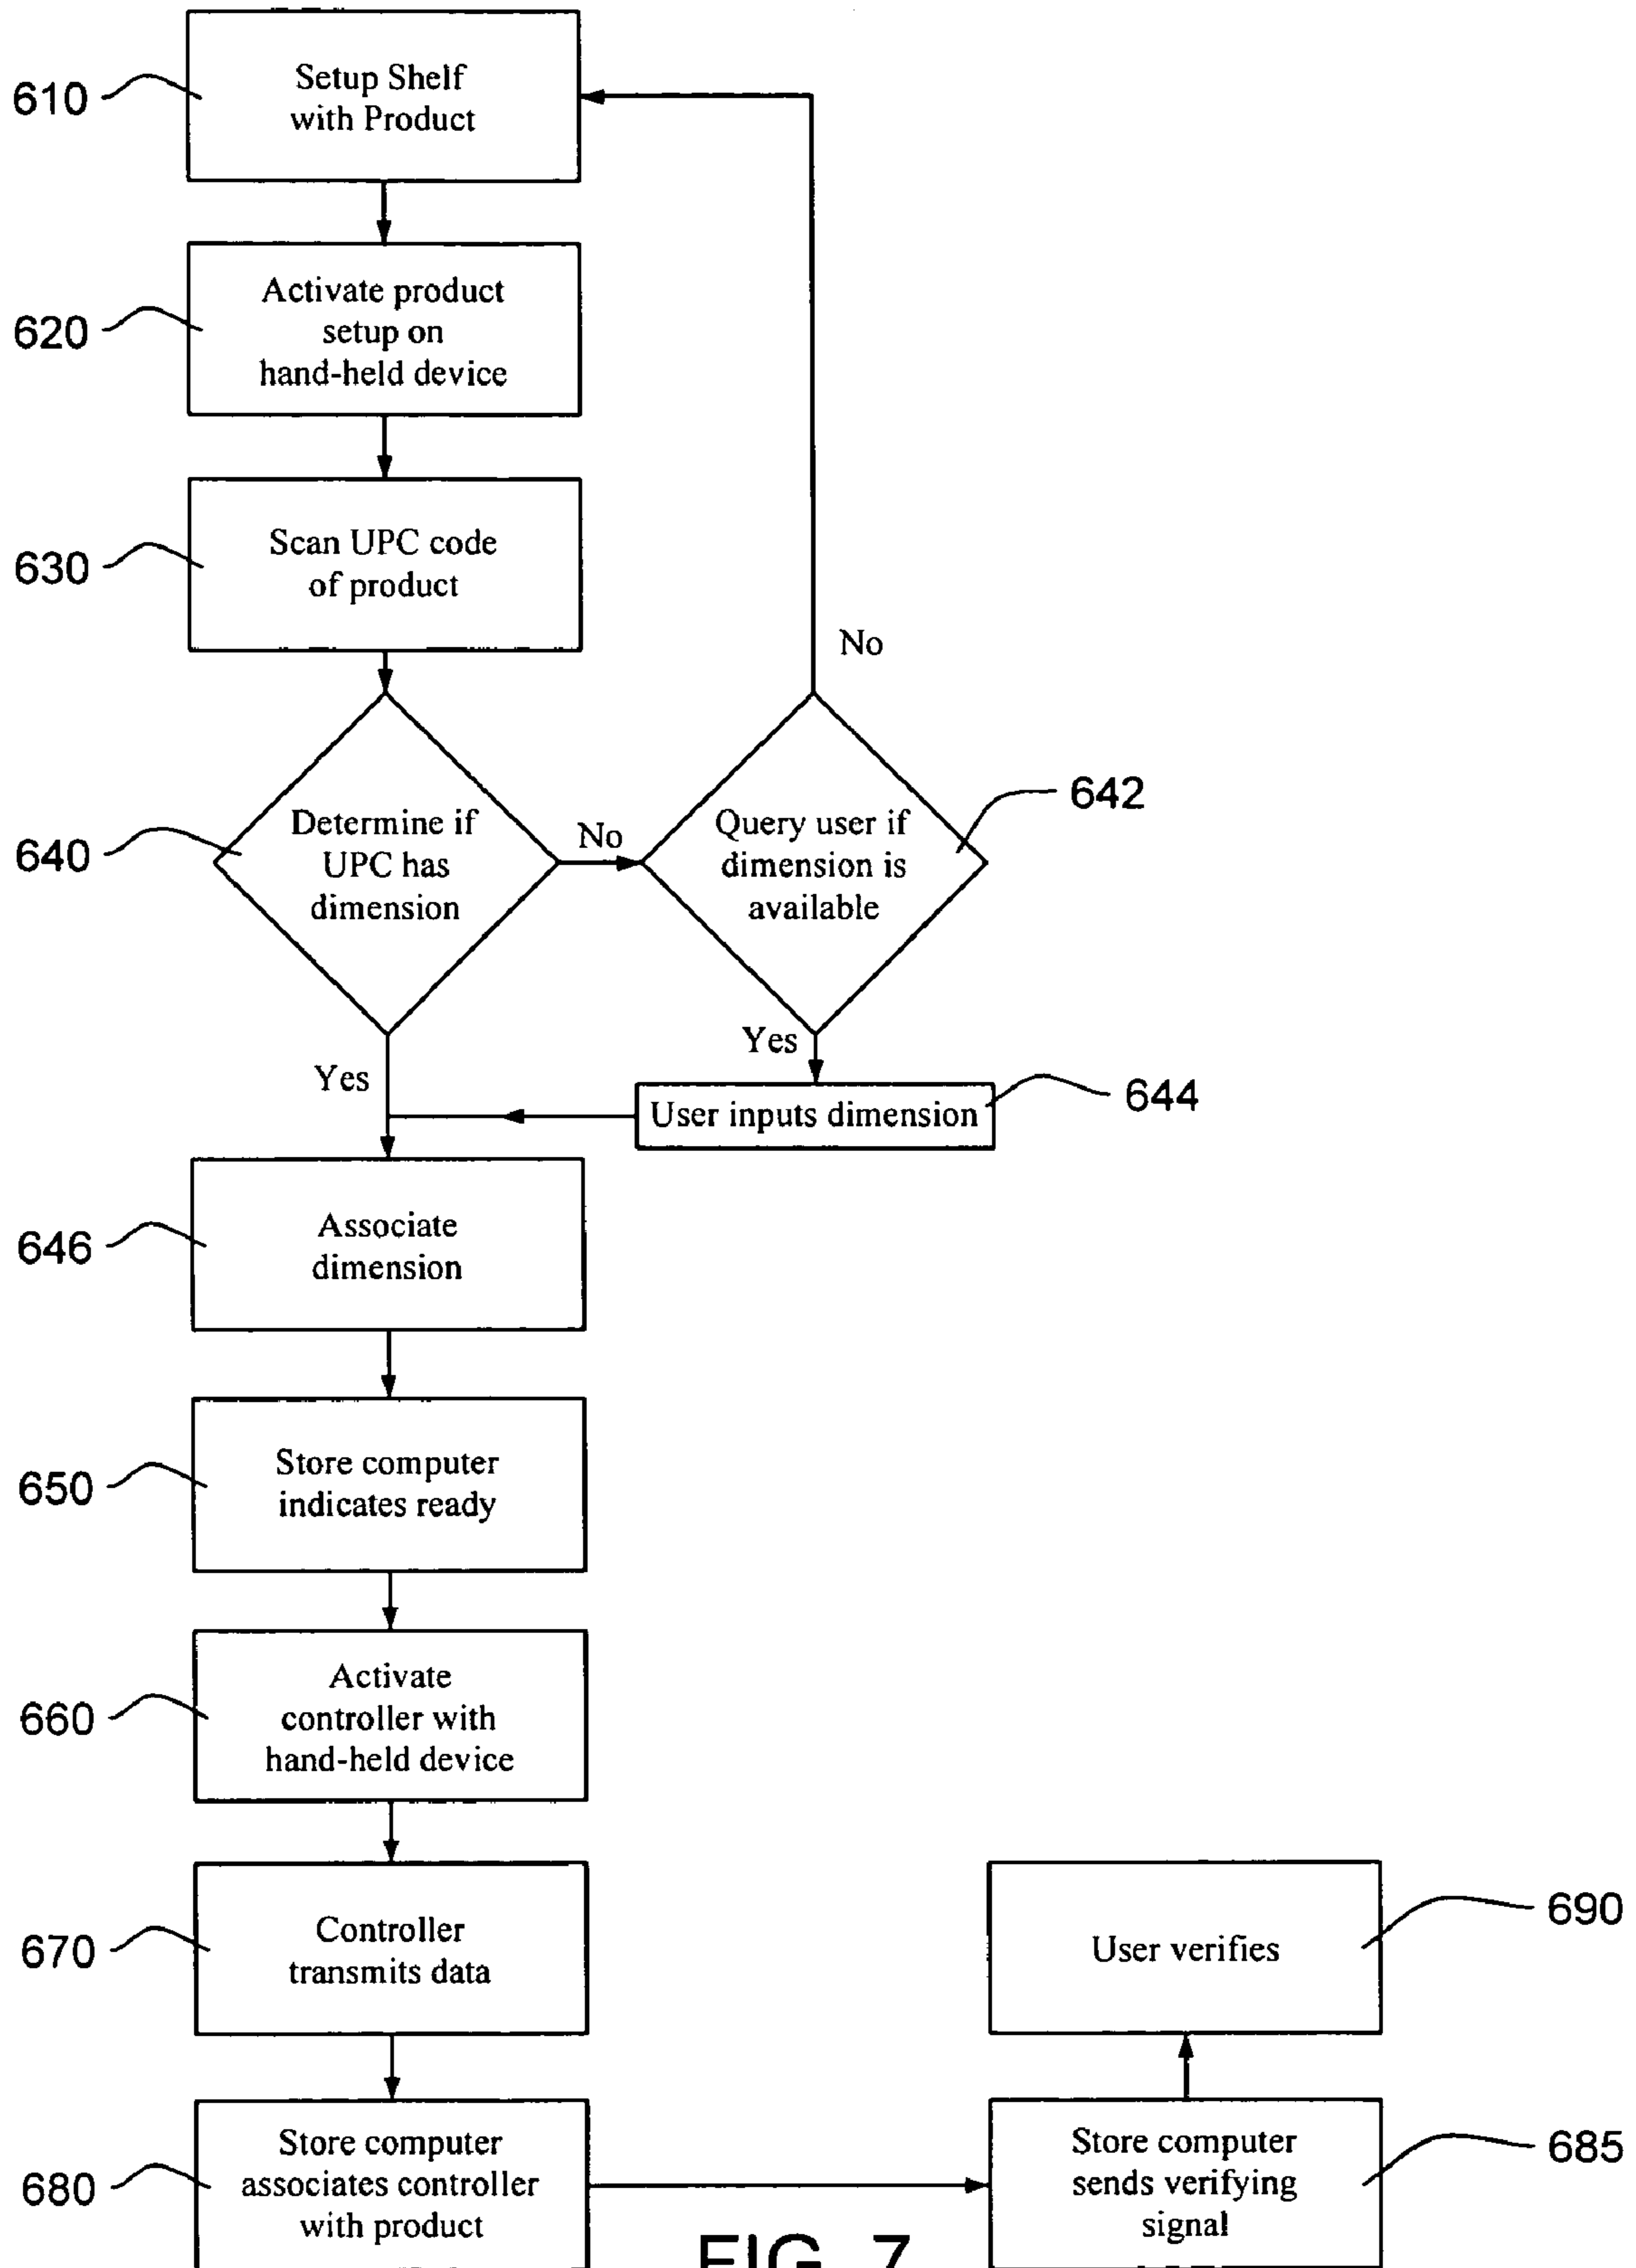 610
Setup Shelf
with Product
620
Activate product
setup on
hand-held device
630
Scan UPC code
of product
No
640
Determine if
UPC has
dimension
No
Query user if
dimension is
available
642
Yes
Yes
User inputs dimension
644
646
Associate
dimension
650
Store computer
indicates ready
660
Activate
controller with
hand-held device
670
Controller
transmits data
User verifies
690
680
Store computer
associates controller
with product
Store computer
sends verifying
signal
685
FIG. 7